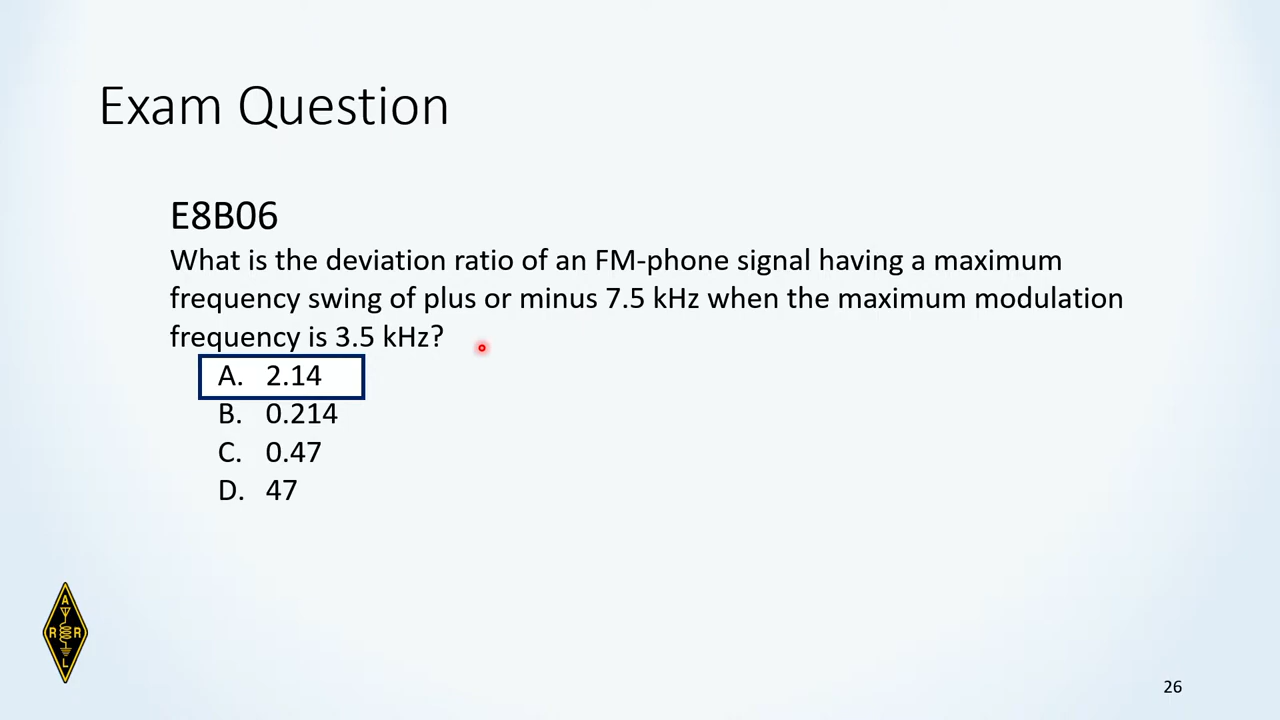 Exam Question
E8B06
What is the deviation ratio of an FM-phone signal having a maximum
frequency swing of plus or minus 7.5 kHz when the maximum modulation
frequency is 3.5 kHz?
A. 2.14
B. 0.214
C. 0.47
D. 47
A
R R
L
26